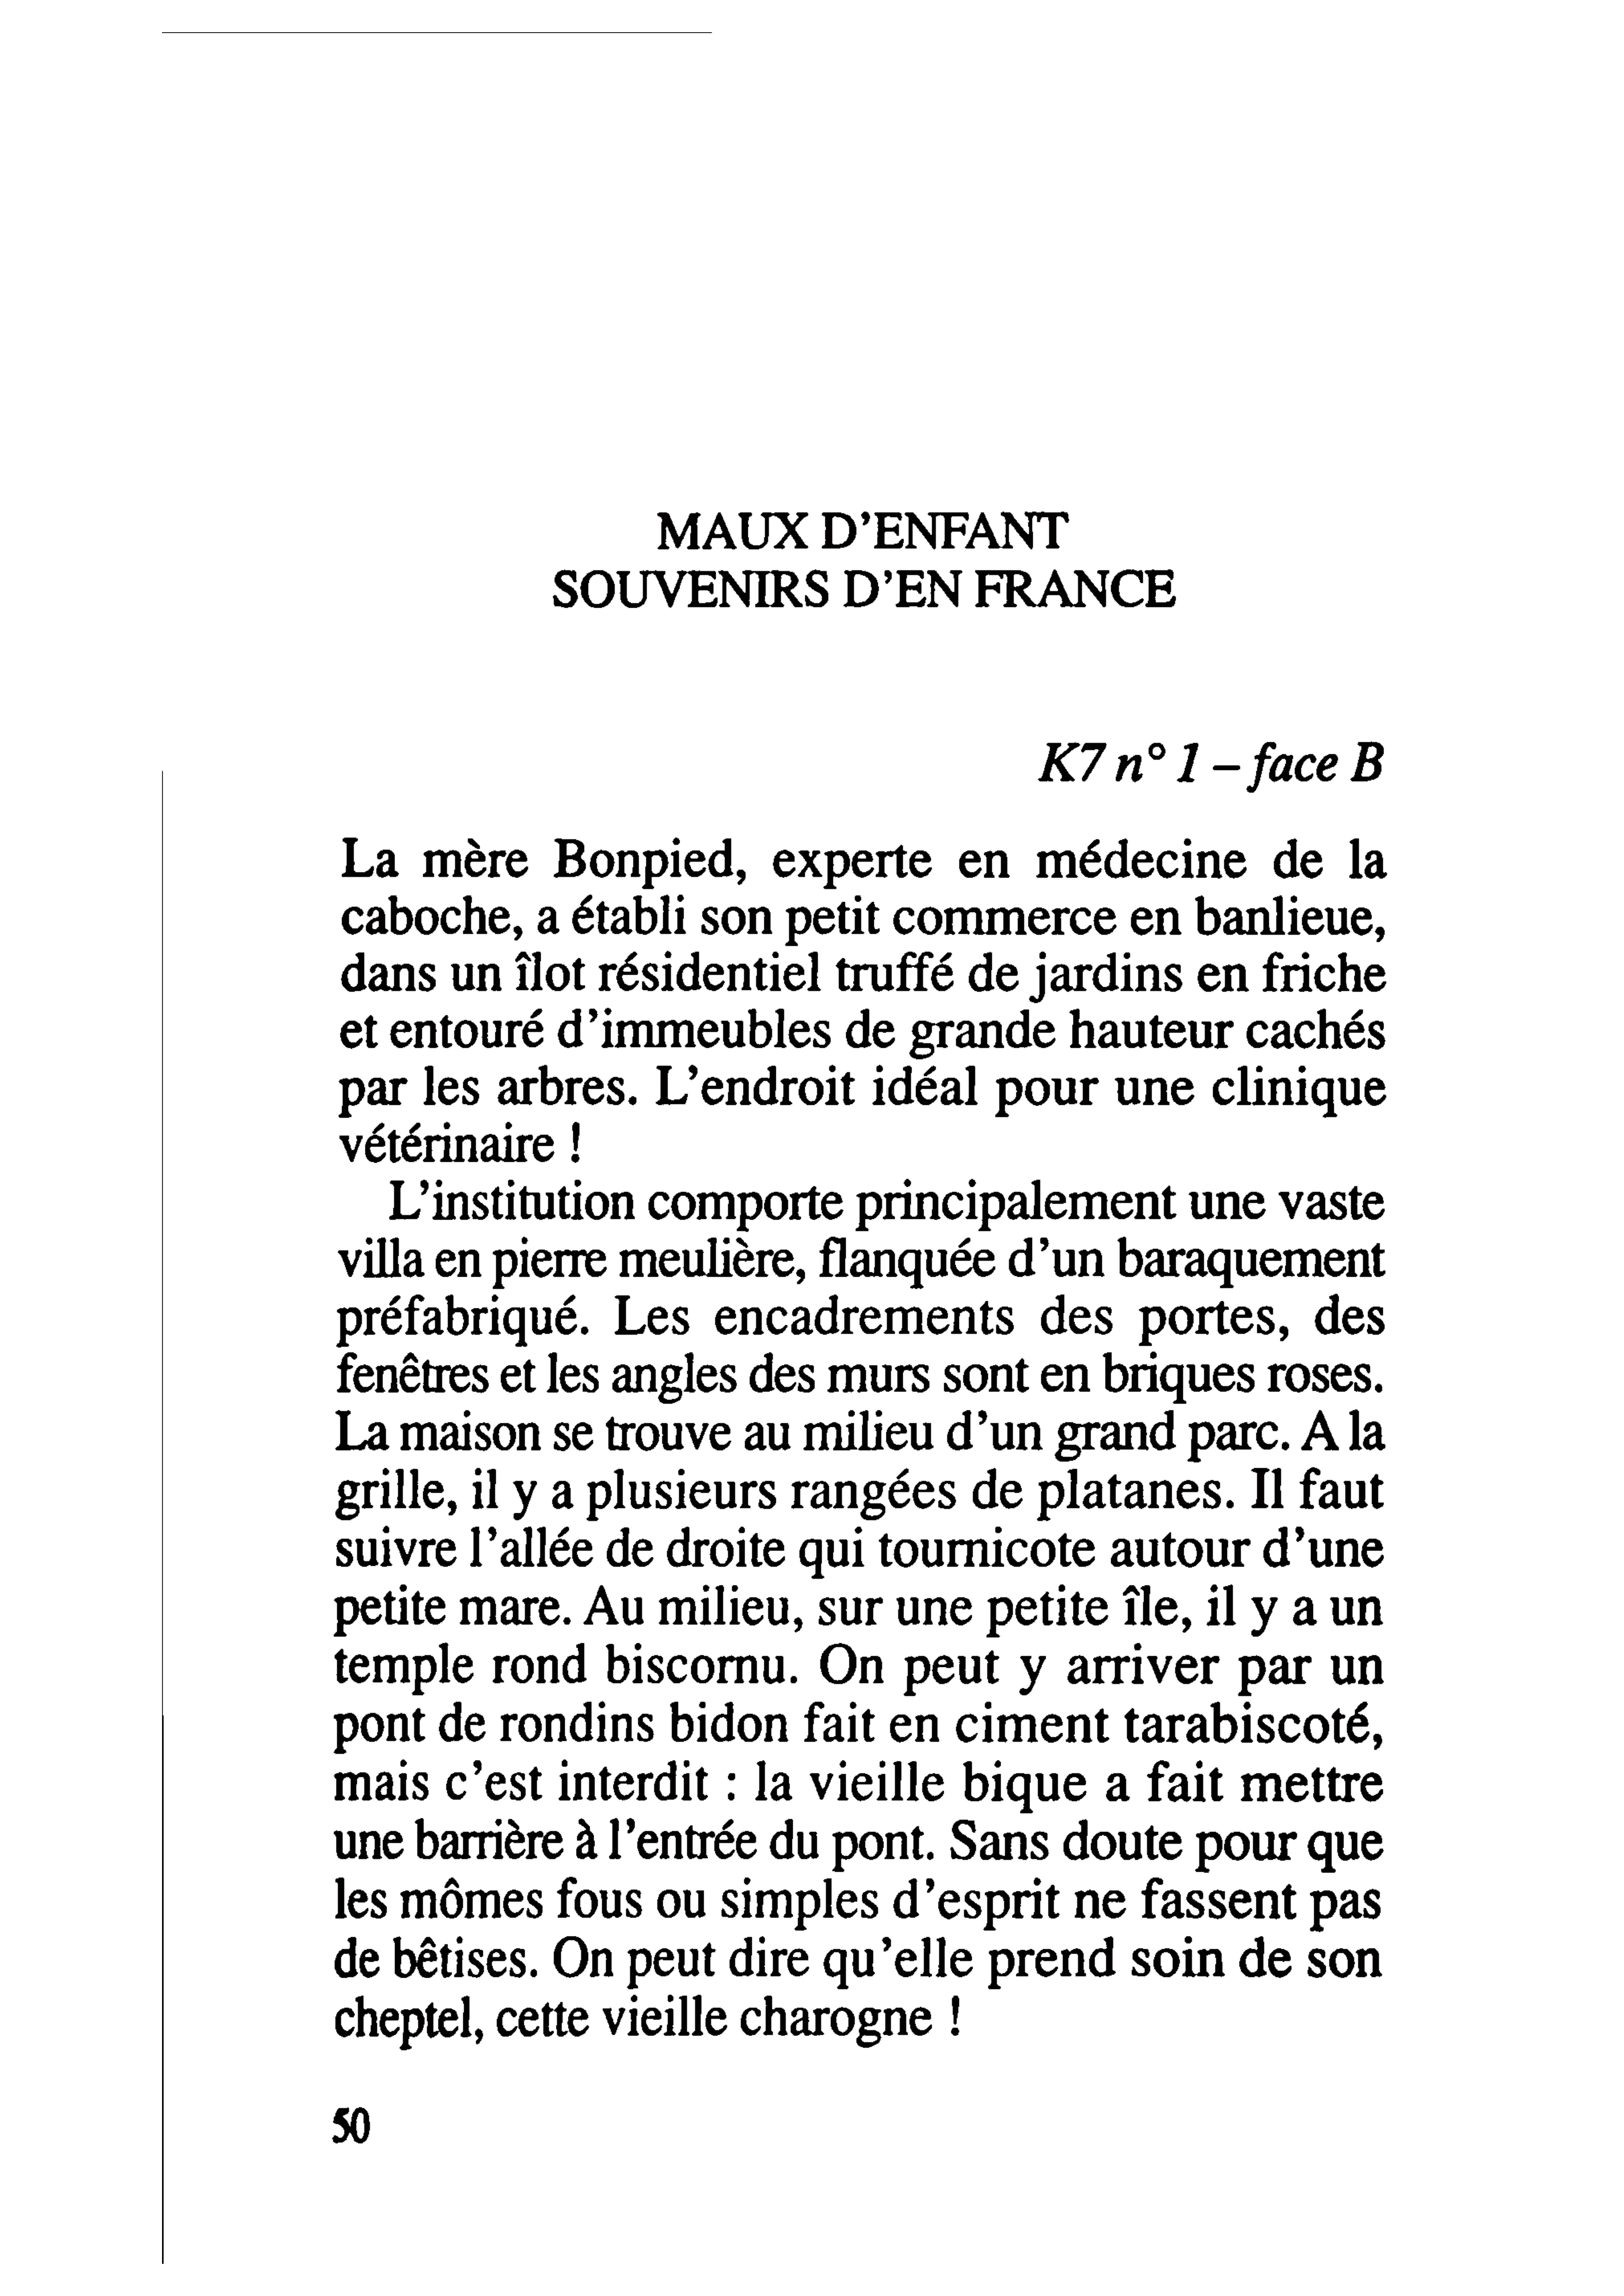 MAUX D'ENFANT
SOUVENIRS D'EN FRANCE
K7 n° 1 – face B
La mère Bonpied, experte en médecine de la
caboche, a établi son petit commerce en banlieue,
dans un îlot résidentiel truffé de jardins en friche
et entouré d'immeubles de grande hauteur cachés
par les arbres. L'endroit idéal pour une clinique
vétérinaire !
L'institution comporte principalement une vaste
villa en pierre meulière, flanquée d'un baraquement
préfabriqué. Les encadrements des portes, des
fenêtres et les angles des murs sont en briques roses.
La maison se trouve au milieu d'un grand parc. A la
grille, il y a plusieurs rangées de platanes. Il faut
suivre l'allée de droite qui tournicote autour d'une
petite mare. Au milieu, sur une petite île, il y a un
temple rond biscornu. On peut y arriver par un
pont de rondins bidon fait en ciment tarabiscoté,
mais c'est interdit : la vieille bique a fait mettre
une barrière à l'entrée du pont. Sans doute pour que
les mômes fous ou simples d'esprit ne fassent pas
de bêtises. On peut dire qu'elle prend soin de son
cheptel, cette vieille charogne !
50